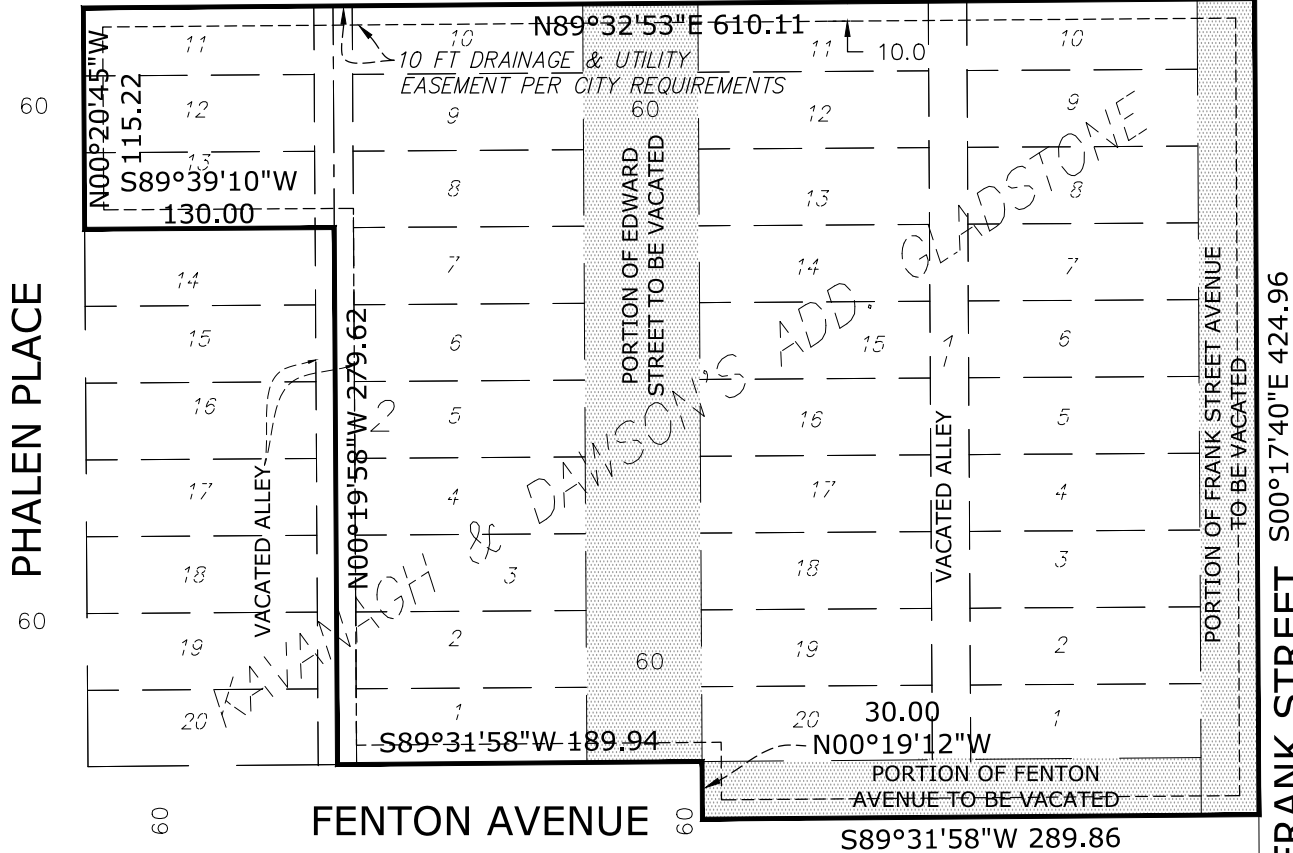 N89°32'53"E 610.11
11
10
11
10.0
10
10 FT DRAINAGE & UTILITY
EASEMENT PER CITY REQUIREMENTS
N00°20'45"W
115.22
60
12
9
60
12
9
13
S89°39'10"W
130.00
8
13
8
PORTION OF EDWARD
STREET TO BE VACATED
14
7
14
7
15
6
15
1
6
PHALEN PLACE
N00°19'58"W 279.62
16
2
5
16
5
KAVANAGH & DAWSON'S ADD. GLADSTONE
VACATED ALLEY
17
4
17
VACATED ALLEY
4
PORTION OF FRANK STREET AVENUE
TO BE VACATED
S00°17'40"E 424.96
FRANK STREET
18
3
18
3
60
19
2
60
19
2
20
1
20
30.00
1
S89°31'58"W 189.94
N00°19'12"W
PORTION OF FENTON
AVENUE TO BE VACATED
60
FENTON AVENUE
60
S89°31'58"W 289.86